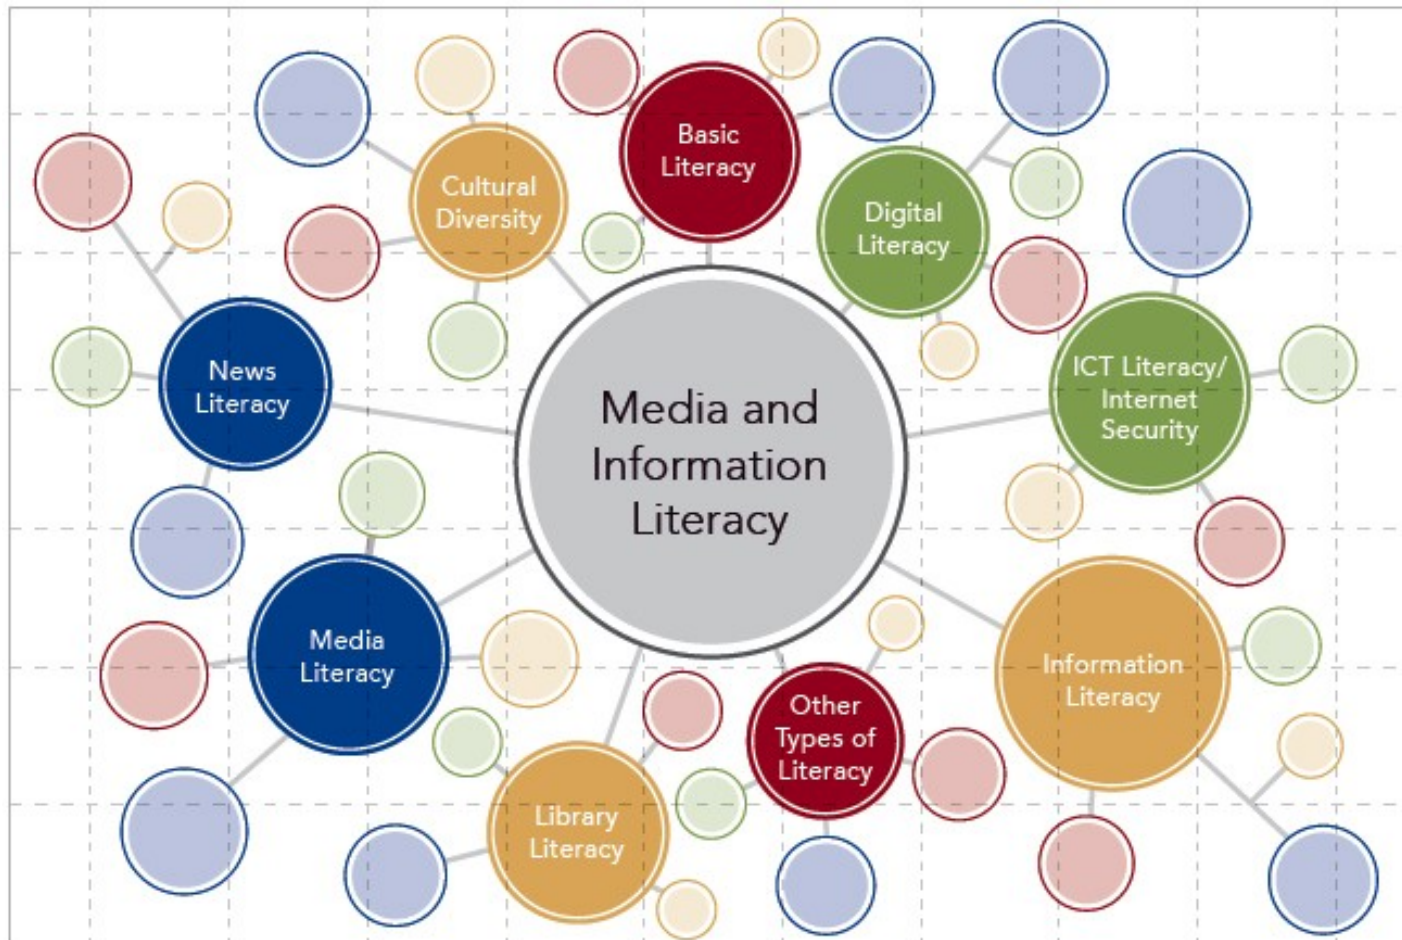 Basic
Literacy
Cultural
Diversity
Digital
Literacy
News
Literacy
ICT Literacy/
Internet
Security
Media and
Information
Literacy
Media
Literacy
Information
Literacy
Other
Types of
Literacy
Library
Literacy